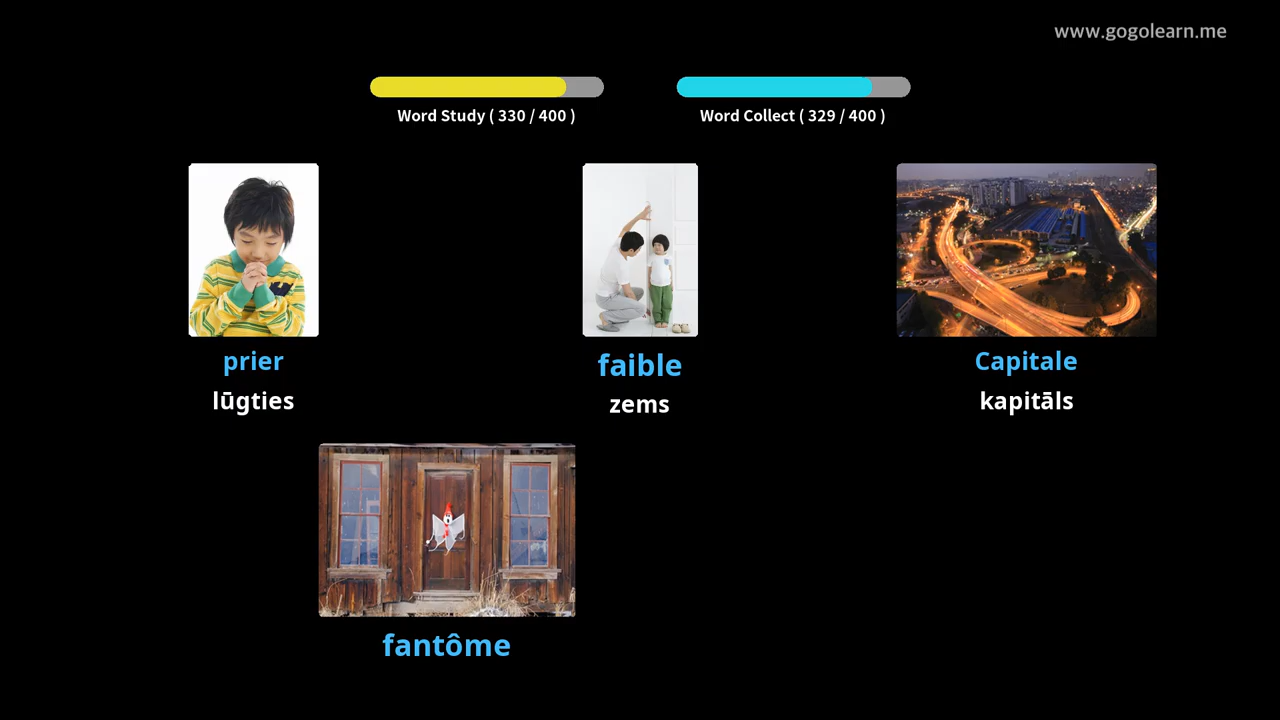 www.gogolearn.me
Word Study ( 330 / 400 )
Word Collect ( 329 / 400 )
prier
lūgties
faible
zems
Capitale
kapitāls
fantôme